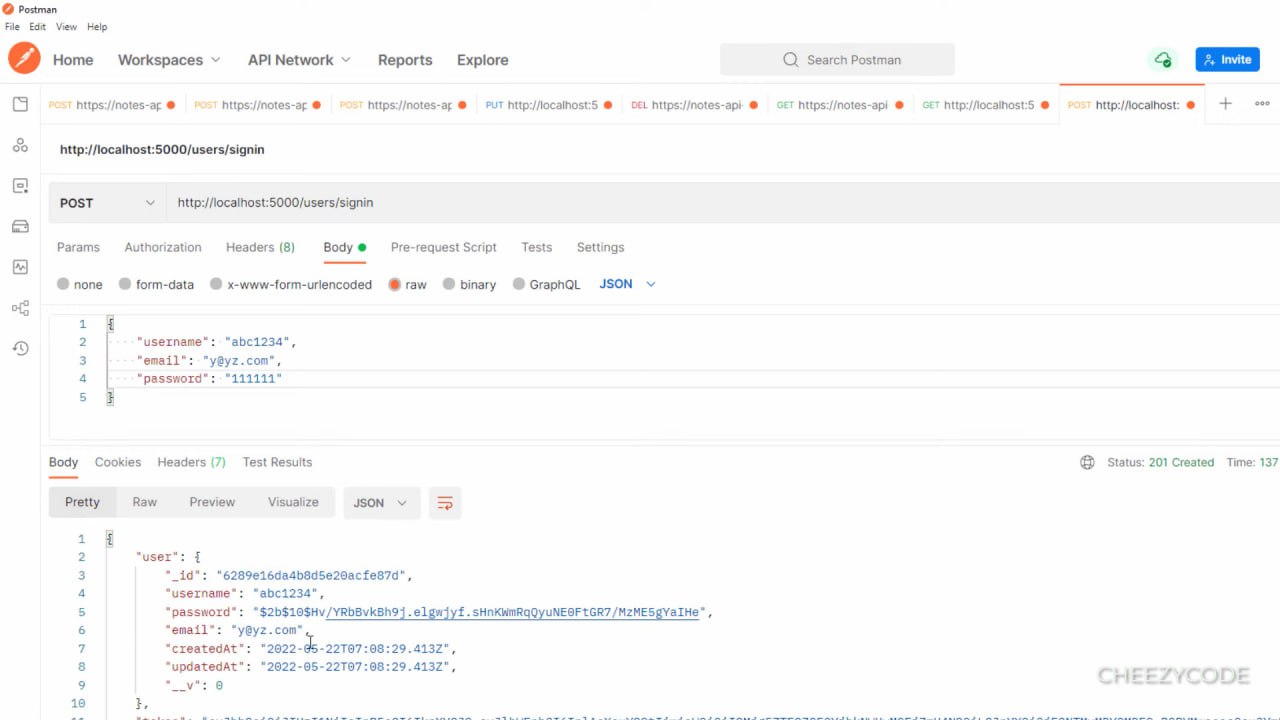 Postman
File Edit View Help
Home Workspaces API Network Reports Explore Search Postman Invite
POST https://notes-ap POST https://notes-ap POST https://notes-ap PUT http://localhost:5 DEL https://notes-api- GET https://notes-api GET http://localhost:5 POST http://localhost:
http://localhost:5000/users/signin
POST http://localhost:5000/users/signin
Params Authorization Headers (8) Body Pre-request Script Tests Settings
none form-data x-www-form-urlencoded raw binary GraphQL JSON
1 {
2 "username": "abc1234",
3 "email": "y@yz.com",
4 "password": "111111"
5 }
Body Cookies Headers (7) Test Results Status: 201 Created Time: 137
Pretty Raw Preview Visualize JSON
1 {
2 "user": {
3 "_id": "6289e16da4b8d5e20acfe87d",
4 "username": "abc1234",
5 "password": "$2b$10$Hv/YRbBvkBh9j.elgwjyf.sHnKWmRqQyuNE0FtGR7/MzME5gYaIHe",
6 "email": "y@yz.com",
7 "createdAt": "2022-05-22T07:08:29.413Z",
8 "updatedAt": "2022-05-22T07:08:29.413Z",
9 "__v": 0
10 },
CHEEZYCODE